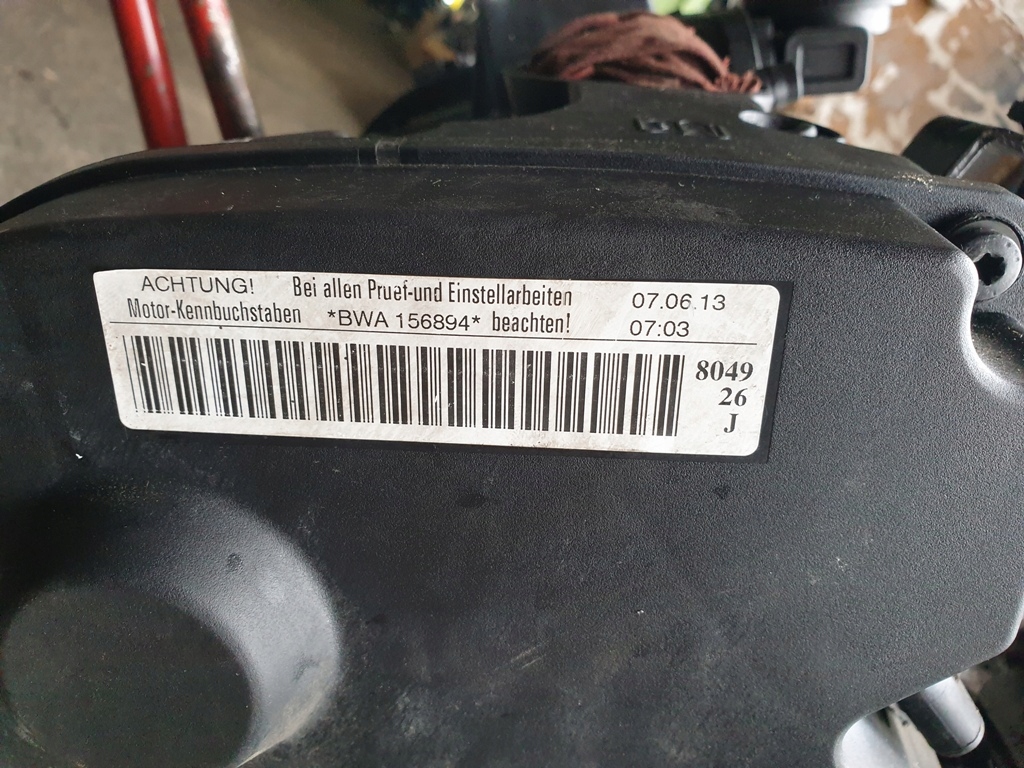 ACHTUNG! Bei allen Pruef-und Einstellarbeiten 07.06.13
Motor-Kennbuchstaben *BWA 156894* beachten! 07:03
8049
26
J